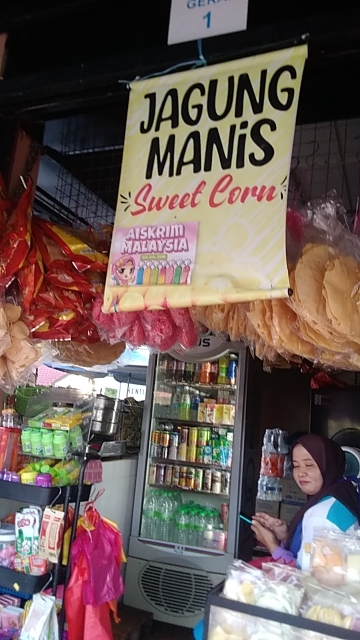 GERAI
1
JAGUNG
MANiS
Sweet Corn
AISKRIM
MALAYSIA